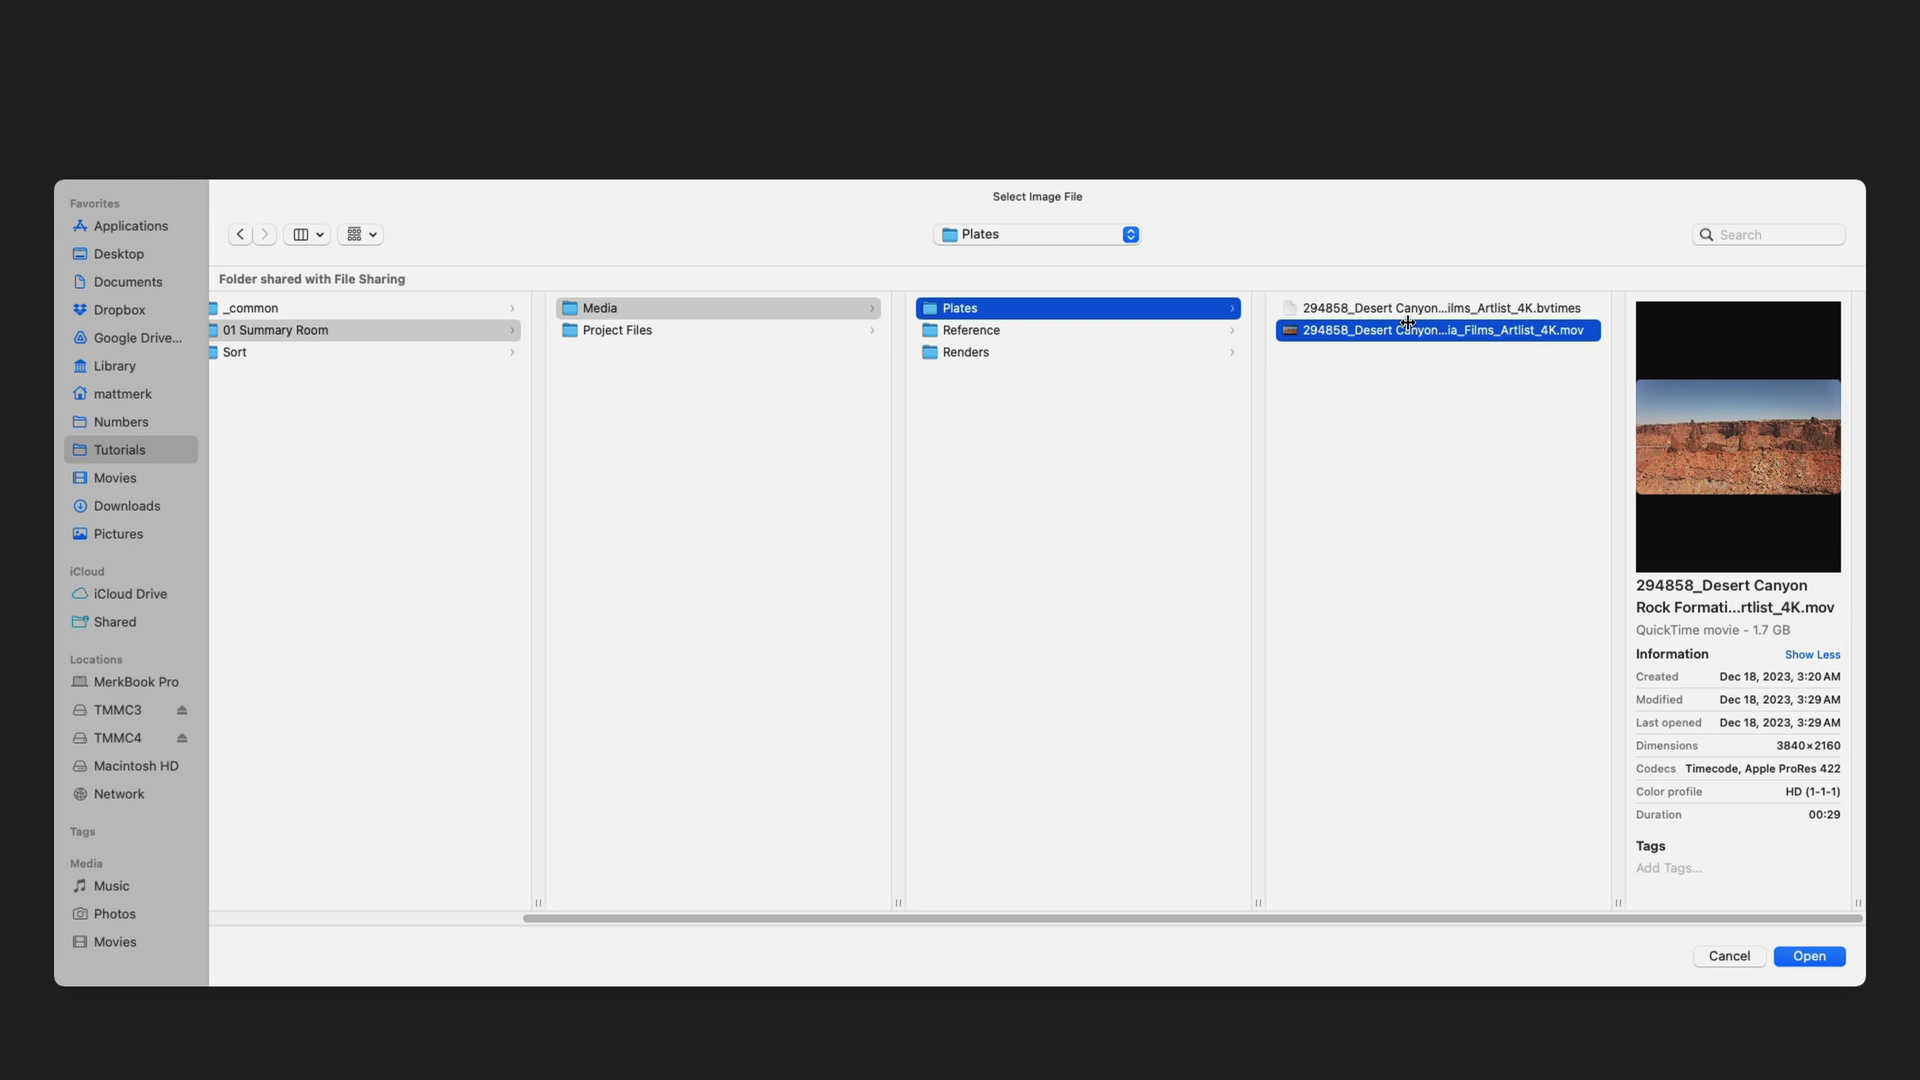 Select Image File
Favorites
Applications
Desktop
Documents
Dropbox
Google Drive...
Library
mattmerk
Numbers
Tutorials
Movies
Downloads
Pictures
iCloud
iCloud Drive
Shared
Locations
MerkBook Pro
TMMC3
TMMC4
Macintosh HD
Network
Tags
Media
Music
Photos
Movies
Plates
Search
Folder shared with File Sharing
_common
01 Summary Room
Sort
Media
Project Files
Plates
Reference
Renders
294858_Desert Canyon...ilms_Artlist_4K.bvtimes
294858_Desert Canyon...ia_Films_Artlist_4K.mov
294858_Desert Canyon
Rock Formati...rtlist_4K.mov
QuickTime movie - 1.7 GB
Information Show Less
Created Dec 18, 2023, 3:20 AM
Modified Dec 18, 2023, 3:29 AM
Last opened Dec 18, 2023, 3:29 AM
Dimensions 3840×2160
Codecs Timecode, Apple ProRes 422
Color profile HD (1-1-1)
Duration 00:29
Tags
Add Tags...
Cancel Open